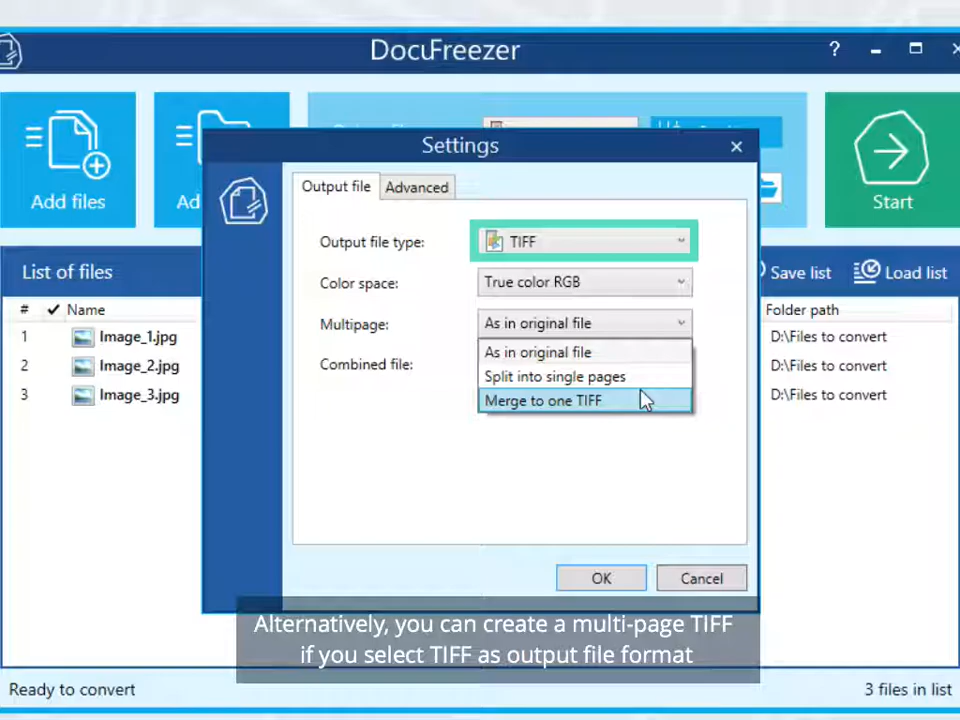 DocuFreezer
?
Add files
Ad
Start
Settings
Output file
Advanced
Output file type:
TIFF
Color space:
True color RGB
Multipage:
As in original file
As in original file
Split into single pages
Merge to one TIFF
Combined file:
OK
Cancel
List of files
Save list
Load list
# Name
Folder path
1 Image_1.jpg D:\Files to convert
2 Image_2.jpg D:\Files to convert
3 Image_3.jpg D:\Files to convert
Alternatively, you can create a multi-page TIFF
if you select TIFF as output file format
Ready to convert
3 files in list